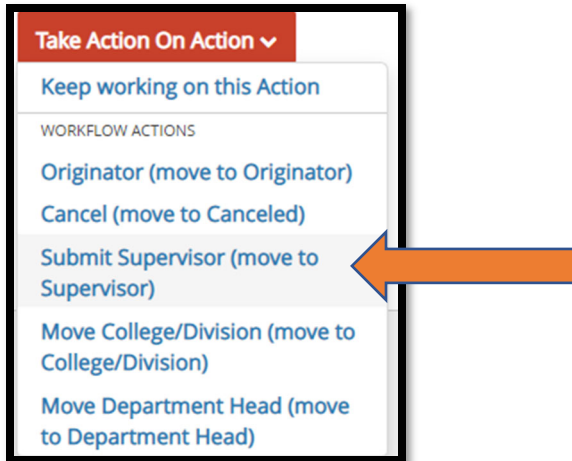 Take Action On Action
Keep working on this Action
WORKFLOW ACTIONS
Originator (move to Originator)
Cancel (move to Canceled)
Submit Supervisor (move to
Supervisor)
Move College/Division (move to
College/Division)
Move Department Head (move
to Department Head)